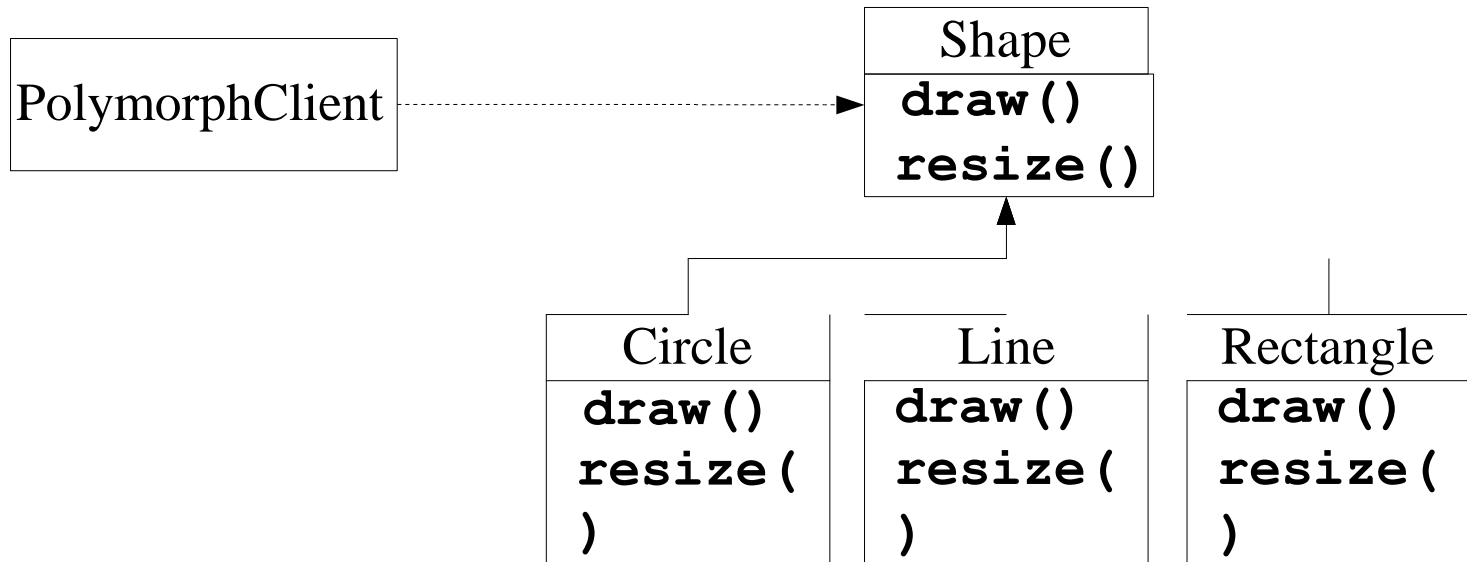 Shape
PolymorphClient
draw()
resize()
Circle
draw()
resize(
)
Line
draw()
resize(
)
Rectangle
draw()
resize(
)